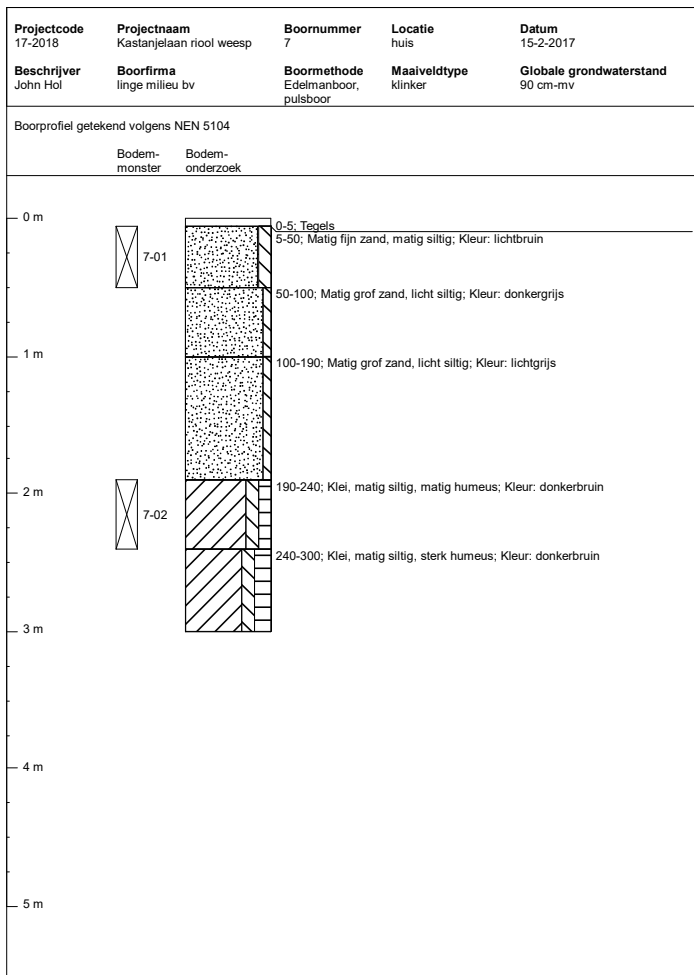 Projectcode Projectnaam Boornummer Locatie Datum
17-2018 Kastanjelaan riool weesp 7 huis 15-2-2017
Beschrijver Boorfirma Boormethode Maaiveldtype Globale grondwaterstand
John Hol linge milieu bv Edelmanboor, klinker 90 cm-mv
pulsboor
Boorprofiel getekend volgens NEN 5104
Bodem- Bodem-
monster onderzoek
0 m
0-5; Tegels
5-50; Matig fijn zand, matig siltig; Kleur: lichtbruin
7-01
50-100; Matig grof zand, licht siltig; Kleur: donkergrijs
1 m
100-190; Matig grof zand, licht siltig; Kleur: lichtgrijs
190-240; Klei, matig siltig, matig humeus; Kleur: donkerbruin
2 m
7-02
240-300; Klei, matig siltig, sterk humeus; Kleur: donkerbruin
3 m
4 m
5 m